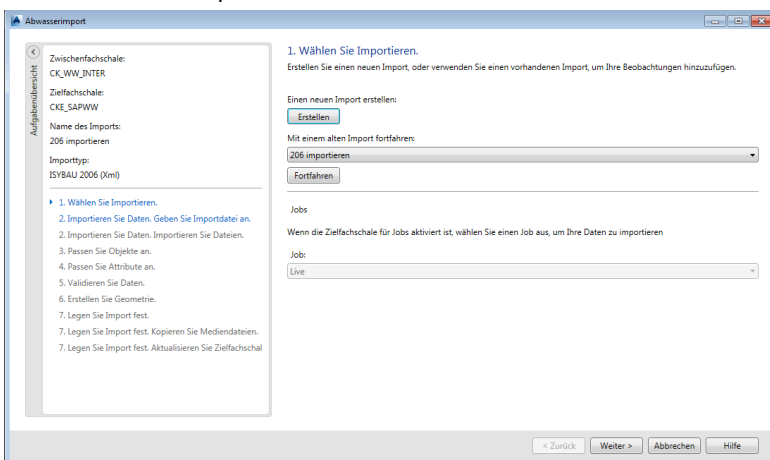 Abwasserimport
Aufgabenübersicht
Zwischenfachschale:
CK_WW_INTER
Zielfachschale:
CKE_SAPWW
Name des Imports:
206 importieren
Importtyp:
ISYBAU 2006 (Xml)
1. Wählen Sie Importieren.
2. Importieren Sie Daten. Geben Sie Importdatei an.
2. Importieren Sie Daten. Importieren Sie Dateien.
3. Passen Sie Objekte an.
4. Passen Sie Attribute an.
5. Validieren Sie Daten.
6. Erstellen Sie Geometrie.
7. Legen Sie Import fest.
7. Legen Sie Import fest. Kopieren Sie Mediendateien.
7. Legen Sie Import fest. Aktualisieren Sie Zielfachschal
1. Wählen Sie Importieren.
Erstellen Sie einen neuen Import, oder verwenden Sie einen vorhandenen Import, um Ihre Beobachtungen hinzuzufügen.
Einen neuen Import erstellen:
Erstellen
Mit einem alten Import fortfahren:
206 importieren
Fortfahren
Jobs
Wenn die Zielfachschale für Jobs aktiviert ist, wählen Sie einen Job aus, um Ihre Daten zu importieren
Job:
Live
< Zurück Weiter > Abbrechen Hilfe